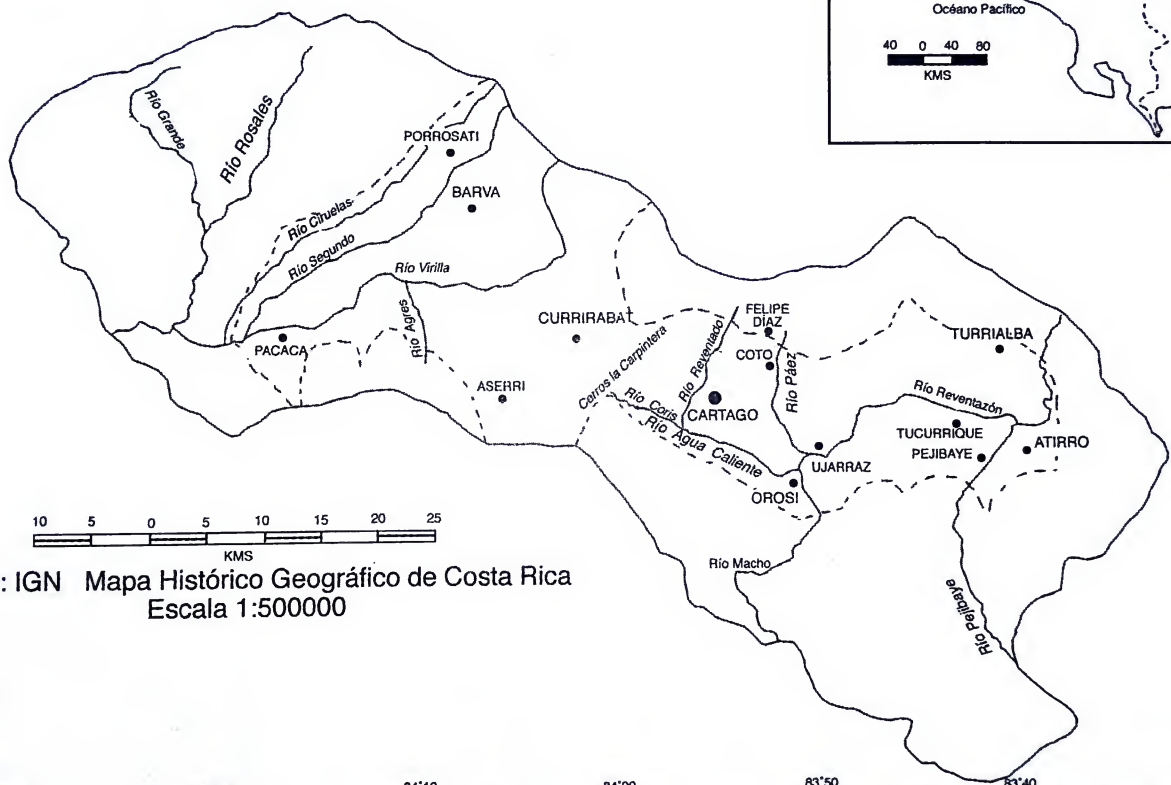 Océano Pacífico
40 0 40 80
KMS
Río Grande
Río Rosales
PORROSATI
BARVA
Río Ciruelas
Río Segundo
Río Virilla
Río Agres
PACACA
CURRIRABA
ASERRI
Cerros la Carpintera
FELIPE
DÍAZ
COTO
Río Reventado
Río Páez
TURRIALBA
Río Coris
CARTAGO
Río Reventazón
Río Agua Caliente
TUCURRIQUE
PEJIBAYE
ATIRRO
UJARRAZ
OROSI
10 5 0 5 10 15 20 25
KMS
Río Macho
: IGN Mapa Histórico Geográfico de Costa Rica
Escala 1:500000
Río Pejibaye
83°50
83°40